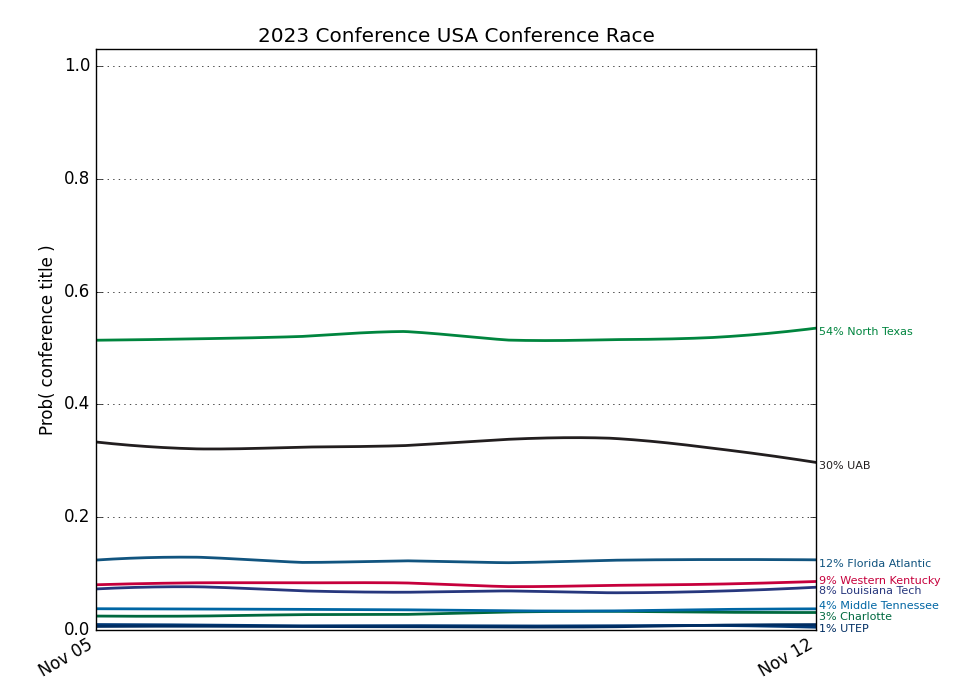 2023 Conference USA Conference Race
Prob( conference title )
1.0
0.8
0.6
0.4
0.2
0.0
54% North Texas
30% UAB
12% Florida Atlantic
9% Western Kentucky
8% Louisiana Tech
4% Middle Tennessee
3% Charlotte
1% UTEP
Nov 05
Nov 12